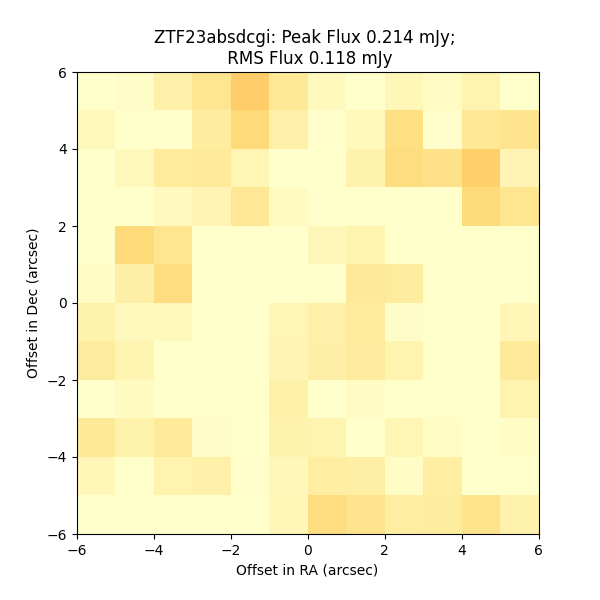 ZTF23absdcgi: Peak Flux 0.214 mJy;
RMS Flux 0.118 mJy
6
4
2
0
−2
−4
−6
Offset in Dec (arcsec)
−6 −4 −2 0 2 4 6
Offset in RA (arcsec)